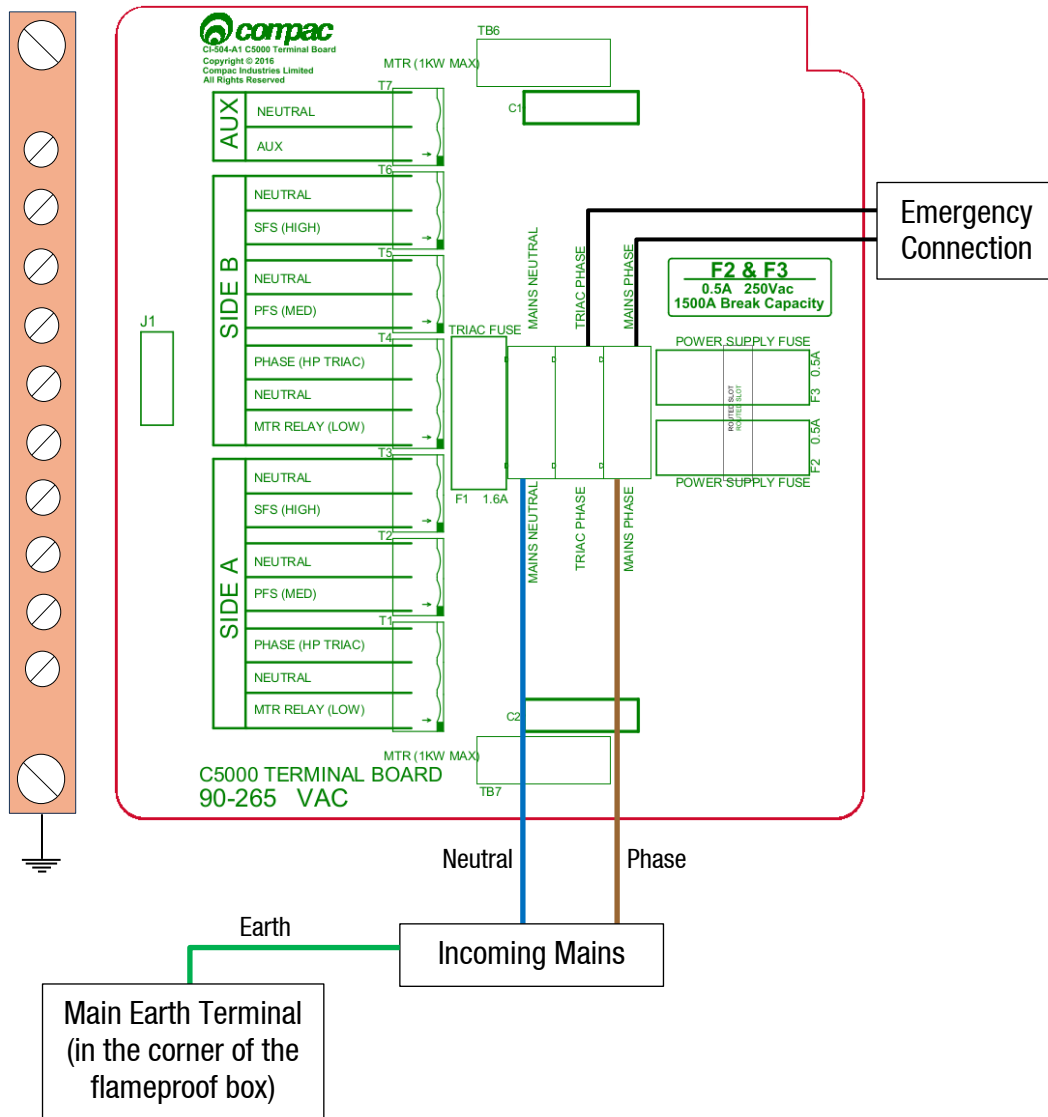 compac
CI-504-A1 C5000 Terminal Board
Copyright © 2016
Compac Industries Limited
All Rights Reserved
TB6
MTR (1KW MAX)
T7
C1
AUX
NEUTRAL
AUX
T6
SIDE B
NEUTRAL
SFS (HIGH)
T5
NEUTRAL
PFS (MED)
T4
PHASE (HP TRIAC)
NEUTRAL
MTR RELAY (LOW)
J1
TRIAC FUSE
F1 1.6A
MAINS NEUTRAL
TRIAC PHASE
MAINS PHASE
Emergency
Connection
F2 & F3
0.5A 250Vac
1500A Break Capacity
POWER SUPPLY FUSE
F3 0.5A
ROUTED SLOT
ROUTED SLOT
F2 0.5A
POWER SUPPLY FUSE
MAINS NEUTRAL
TRIAC PHASE
MAINS PHASE
T3
SIDE A
NEUTRAL
SFS (HIGH)
T2
NEUTRAL
PFS (MED)
T1
PHASE (HP TRIAC)
NEUTRAL
MTR RELAY (LOW)
C2
MTR (1KW MAX)
TB7
C5000 TERMINAL BOARD
90-265 VAC
Neutral
Phase
Earth
Incoming Mains
Main Earth Terminal
(in the corner of the
flameproof box)